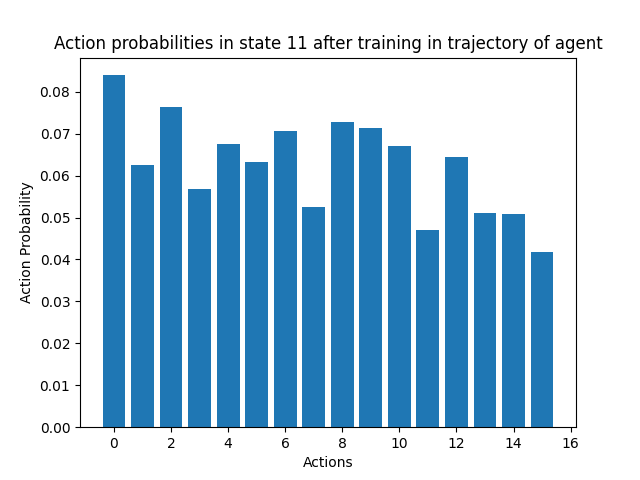 Action probabilities in state 11 after training in trajectory of agent
0.08
0.07
0.06
0.05
0.04
0.03
0.02
0.01
0.00
Action Probability
0 2 4 6 8 10 12 14 16
Actions